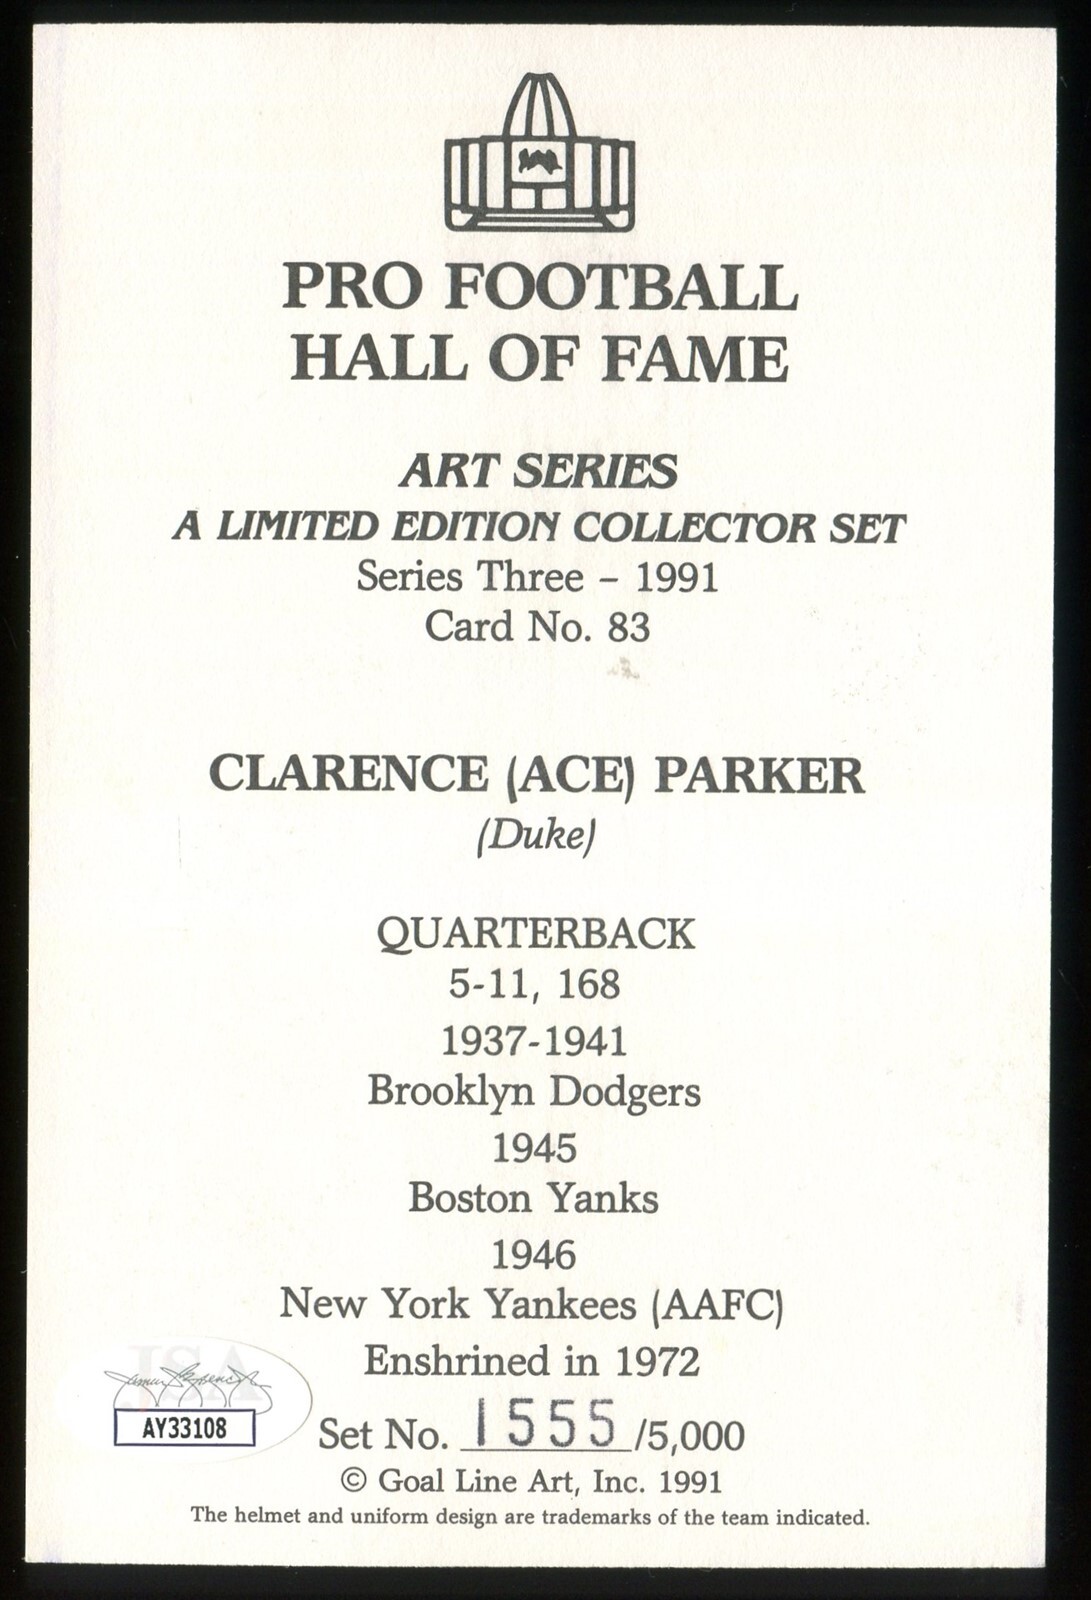 PRO FOOTBALL
HALL OF FAME
ART SERIES
A LIMITED EDITION COLLECTOR SET
Series Three – 1991
Card No. 83
CLARENCE (ACE) PARKER
(Duke)
QUARTERBACK
5-11, 168
1937-1941
Brooklyn Dodgers
1945
Boston Yanks
1946
New York Yankees (AAFC)
Enshrined in 1972
JSA
James Spence
AY33108
Set No. 1555/5,000
© Goal Line Art, Inc. 1991
The helmet and uniform design are trademarks of the team indicated.